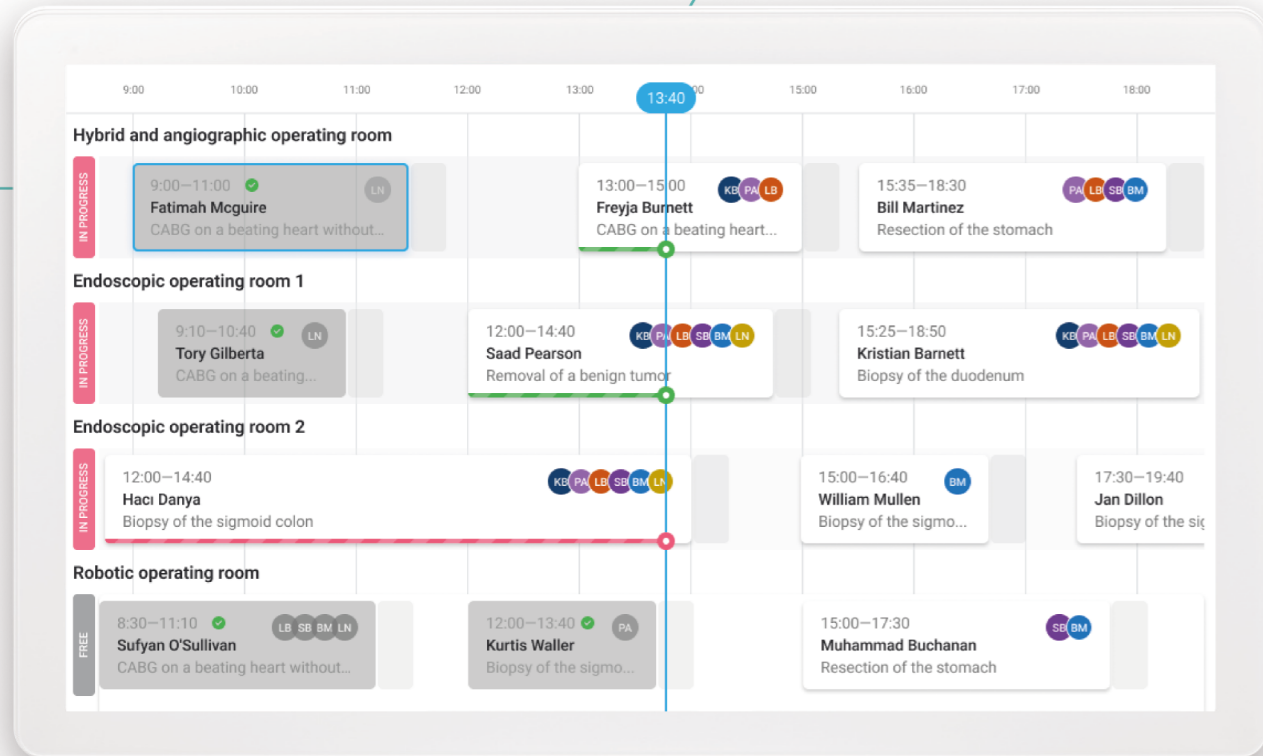 9:00 10:00 11:00 12:00 13:00 13:40 15:00 16:00 17:00 18:00
Hybrid and angiographic operating room
IN PROGRESS
9:00—11:00 LN
Fatimah Mcguire
CABG on a beating heart without...
13:00—15:00 KB PA LB
Freyja Burnett
CABG on a beating heart...
15:35—18:30 PA LB SB BM
Bill Martinez
Resection of the stomach
Endoscopic operating room 1
IN PROGRESS
9:10—10:40 LN
Tory Gilberta
CABG on a beating...
12:00—14:40 KB PA LB SB BM LN
Saad Pearson
Removal of a benign tumor
15:25—18:50 KB PA LB SB BM LN
Kristian Barnett
Biopsy of the duodenum
Endoscopic operating room 2
IN PROGRESS
12:00—14:40 KB PA LB SB BM LN
Hacı Danya
Biopsy of the sigmoid colon
15:00—16:40 BM
William Mullen
Biopsy of the sigmo...
17:30—19:40
Jan Dillon
Biopsy of the sig
Robotic operating room
FREE
8:30—11:10 LB SB BM LN
Sufyan O'Sullivan
CABG on a beating heart without...
12:00—13:40 PA
Kurtis Waller
Biopsy of the sigmo...
15:00—17:30 SB BM
Muhammad Buchanan
Resection of the stomach